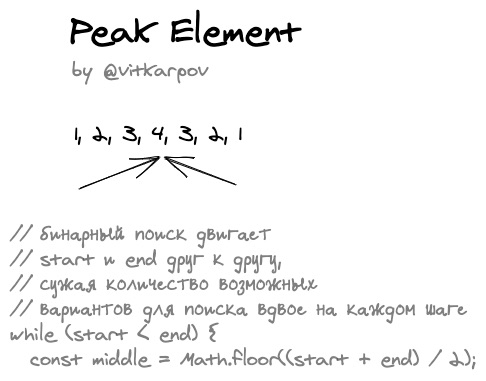 Peak Element
by @vitkarpov
1, 2, 3, 4, 3, 2, 1
// бинарный поиск двигает
// start и end друг к другу,
// сужая количество возможных
// вариантов для поиска вдвое на каждом шаге
while (start < end) {
const middle = Math.floor((start + end) / 2);